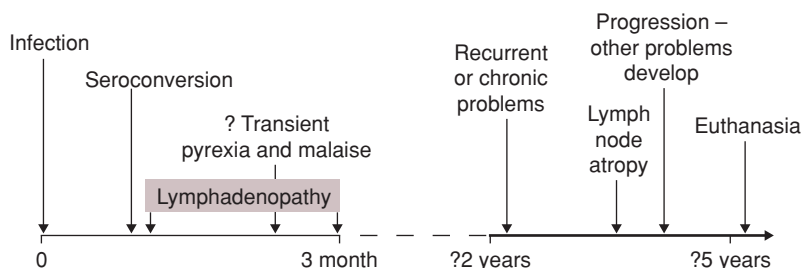 Infection
Seroconversion
? Transient
pyrexia and malaise
Lymphadenopathy
Recurrent
or chronic
problems
Lymph
node
atropy
Progression –
other problems
develop
Euthanasia
0
3 month
?2 years
?5 years